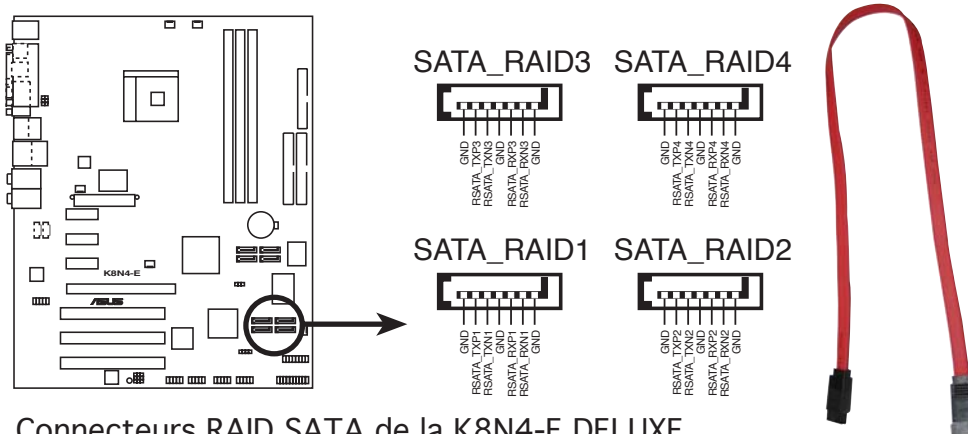 SATA_RAID3 SATA_RAID4
GND
RSATA_TXP3
RSATA_TXN3
GND
RSATA_RXP3
RSATA_RXN3
GND
GND
RSATA_TXP4
RSATA_TXN4
GND
RSATA_RXP4
RSATA_RXN4
GND
SATA_RAID1 SATA_RAID2
GND
RSATA_TXP1
RSATA_TXN1
GND
RSATA_RXP1
RSATA_RXN1
GND
GND
RSATA_TXP2
RSATA_TXN2
GND
RSATA_RXP2
RSATA_RXN2
GND
K8N4-E
ASUS
Connecteurs RAID SATA de la K8N4-E DELUXE